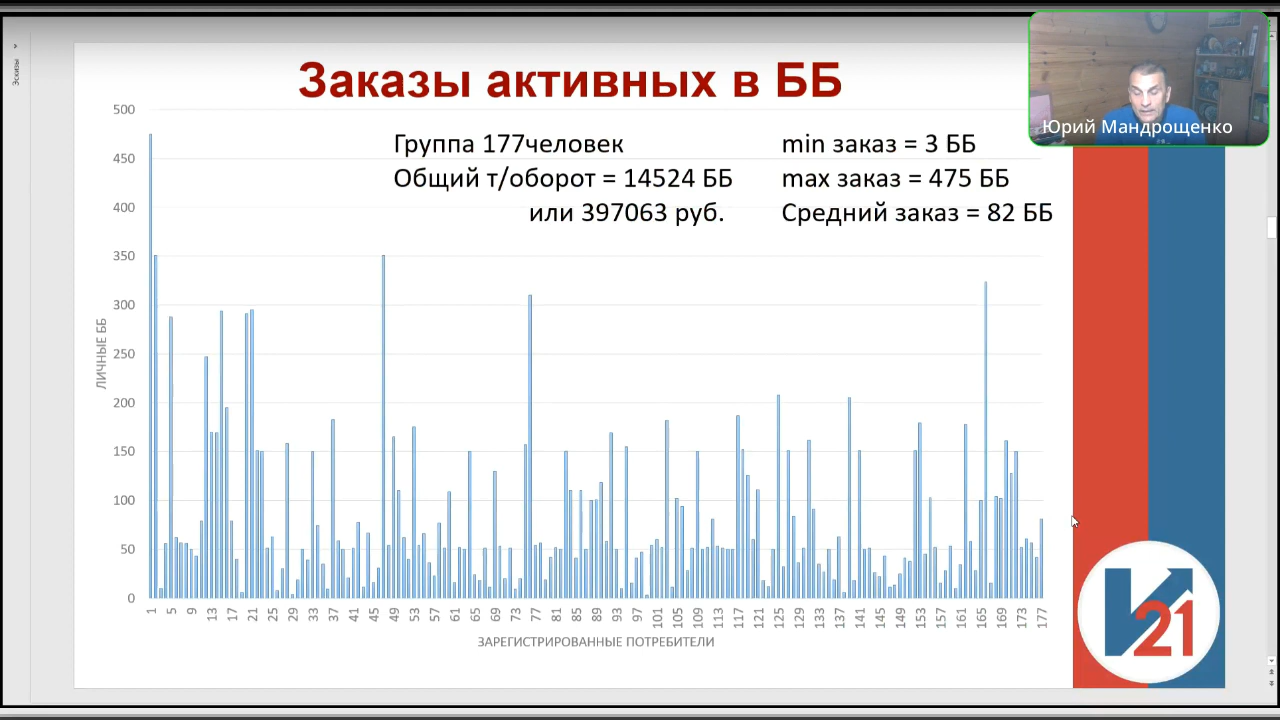 Эскизы
Заказы активных в ББ
Юрий Мандрощенко
Группа 177человек
Общий т/оборот = 14524 ББ
или 397063 руб.
min заказ = 3 ББ
max заказ = 475 ББ
Средний заказ = 82 ББ
ЛИЧНЫЕ ББ
500
450
400
350
300
250
200
150
100
50
0
1 5 9 13 17 21 25 29 33 37 41 45 49 53 57 61 65 69 73 77 81 85 89 93 97 101 105 109 113 117 121 125 129 133 137 141 145 149 153 157 161 165 169 173 177
ЗАРЕГИСТРИРОВАННЫЕ ПОТРЕБИТЕЛИ
И
21